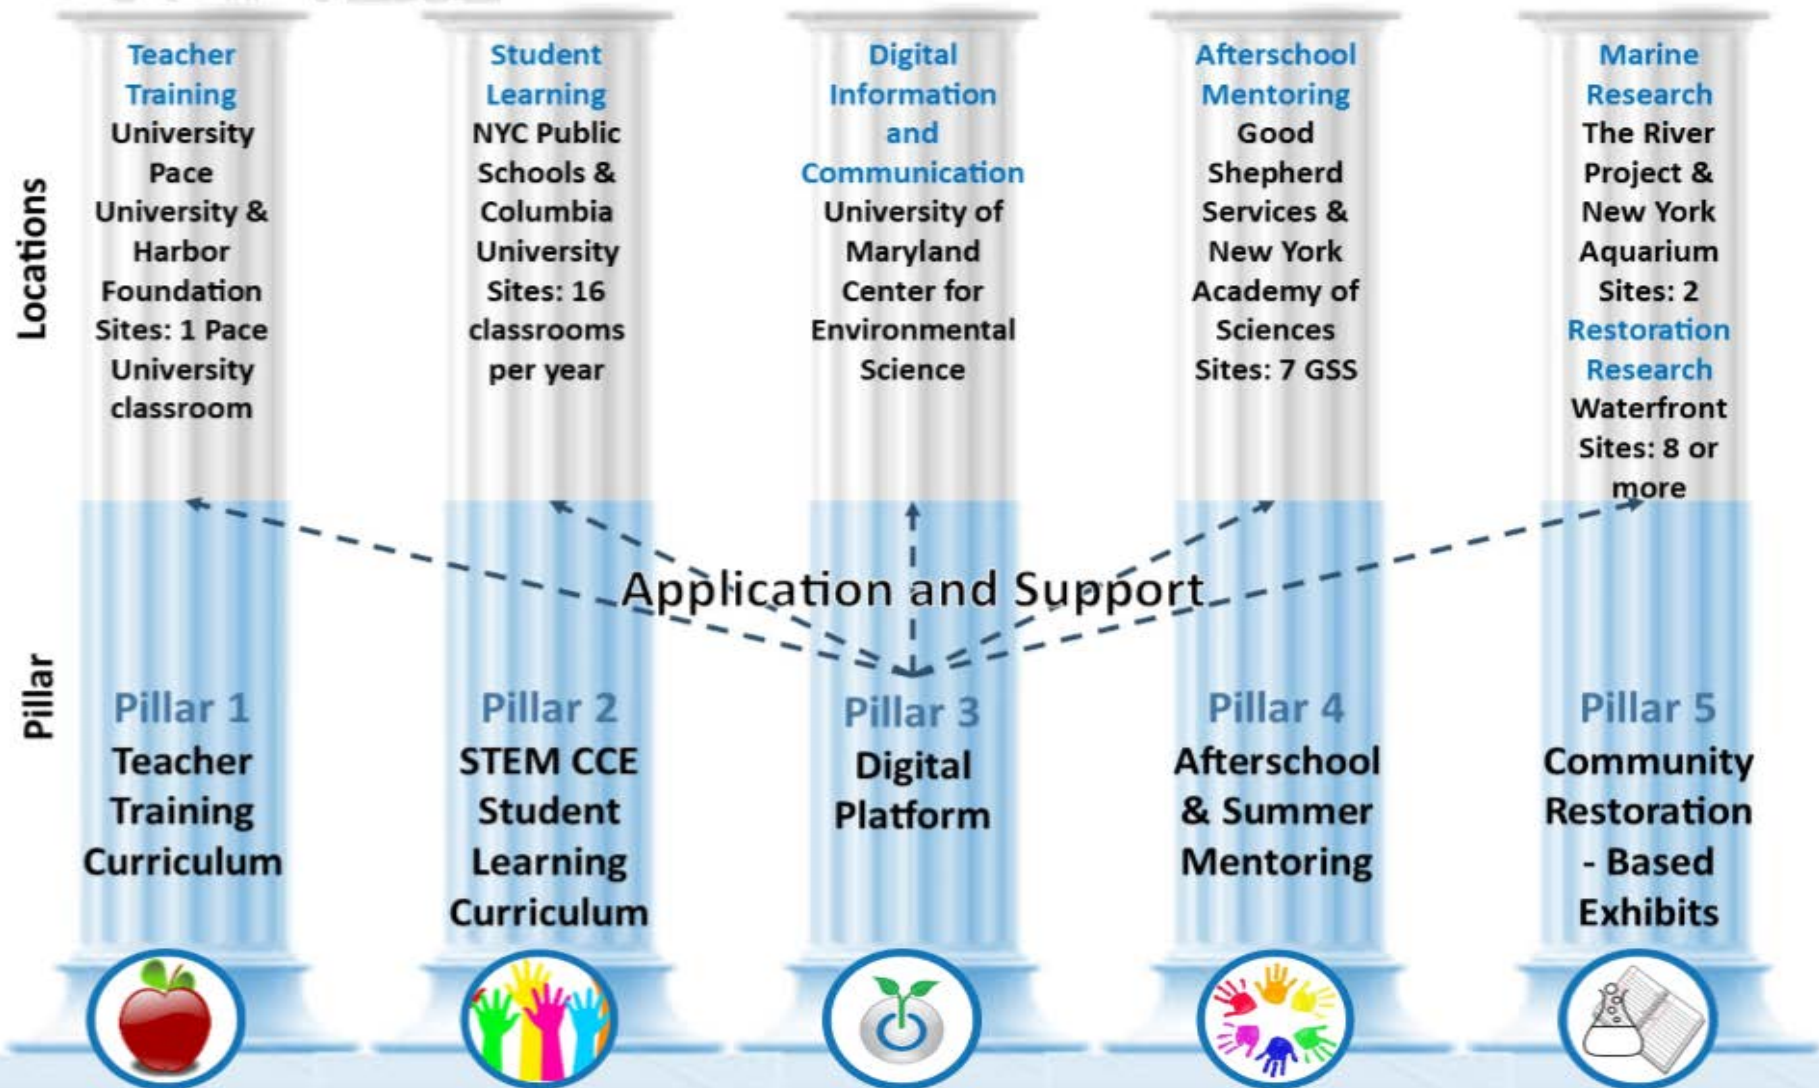 Locations
Teacher
Training
University
Pace
University &
Harbor
Foundation
Sites: 1 Pace
University
classroom
Student
Learning
NYC Public
Schools &
Columbia
University
Sites: 16
classrooms
per year
Digital
Information
and
Communication
University of
Maryland
Center for
Environmental
Science
Afterschool
Mentoring
Good
Shepherd
Services &
New York
Academy of
Sciences
Sites: 7 GSS
Marine
Research
The River
Project &
New York
Aquarium
Sites: 2
Restoration
Research
Waterfront
Sites: 8 or
more
Application and Support
Pillar
Pillar 1
Teacher
Training
Curriculum
Pillar 2
STEM CCE
Student
Learning
Curriculum
Pillar 3
Digital
Platform
Pillar 4
Afterschool
& Summer
Mentoring
Pillar 5
Community
Restoration
- Based
Exhibits